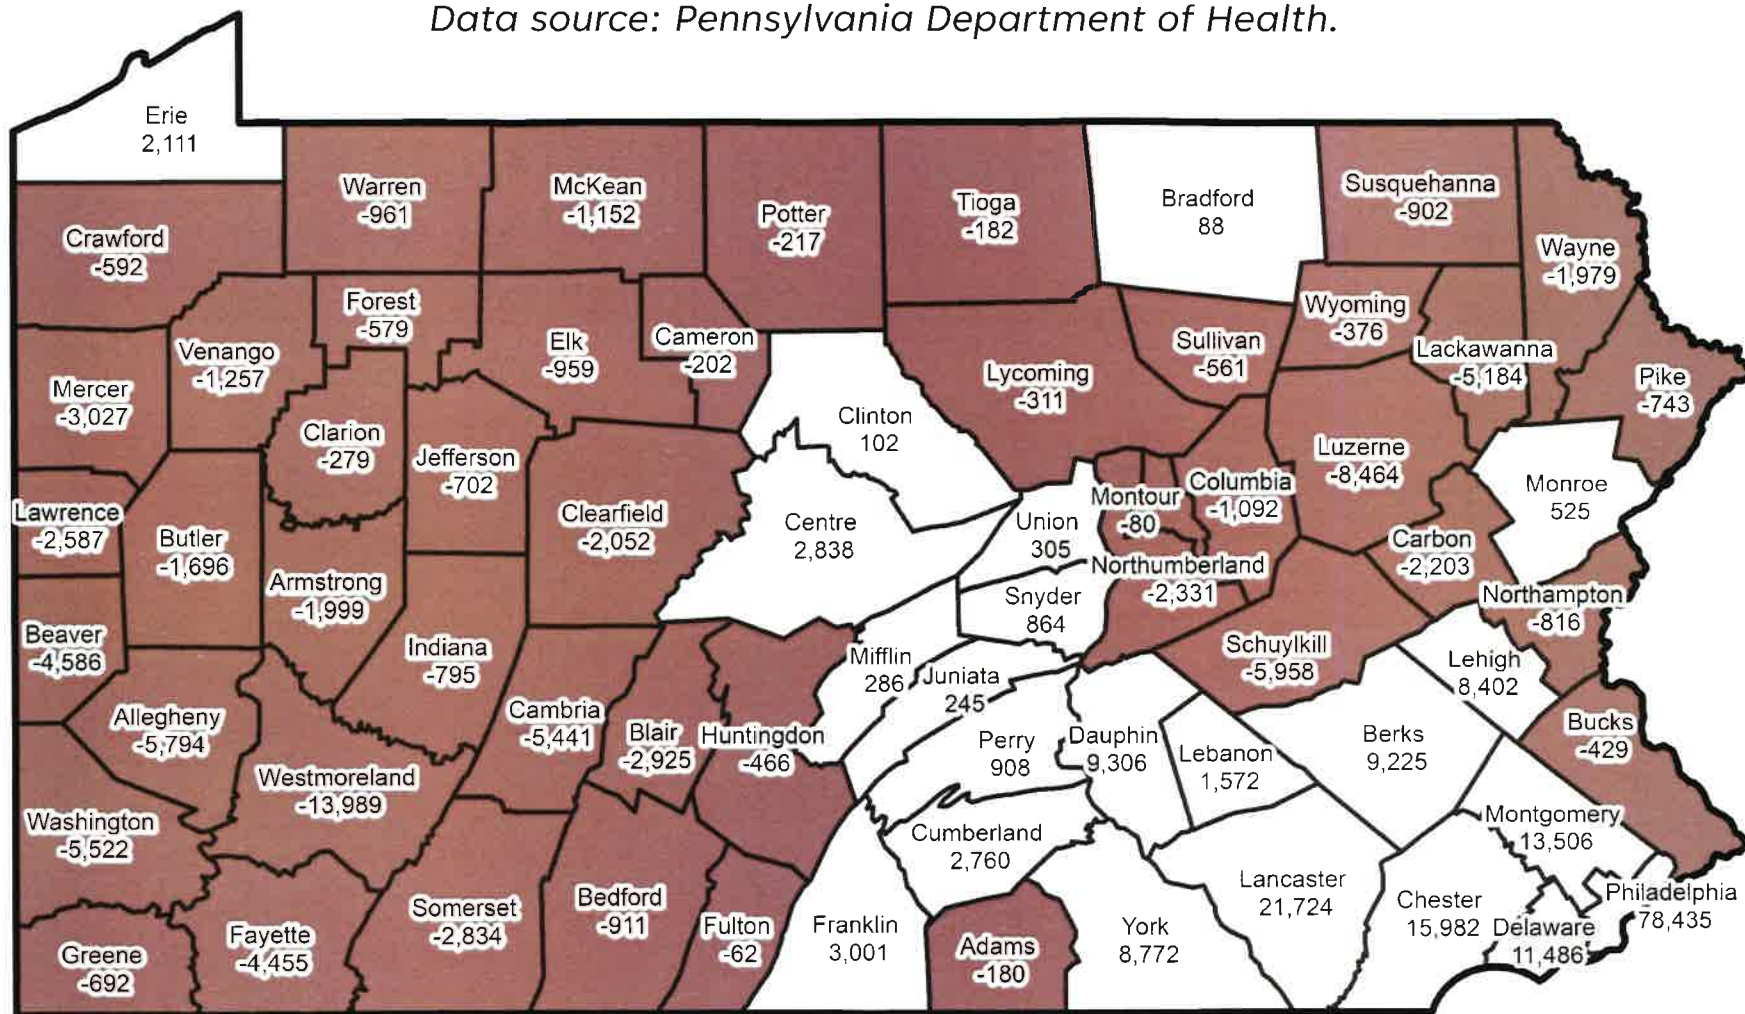 Data source: Pennsylvania Department of Health.
Erie
2,111
Warren
-961
McKean
-1,152
Potter
-217
Tioga
-182
Bradford
88
Susquehanna
-902
Wayne
-1,979
Crawford
-592
Forest
-579
Venango
-1,257
Elk
-959
Cameron
-202
Lycoming
-311
Sullivan
-561
Wyoming
-376
Lackawanna
-5,184
Pike
-743
Mercer
-3,027
Clarion
-279
Jefferson
-702
Clinton
102
Luzerne
-8,464
Monroe
525
Lawrence
-2,587
Butler
-1,696
Armstrong
-1,999
Clearfield
-2,052
Centre
2,838
Union
305
Montour
-80
Columbia
-1,092
Northumberland
-2,331
Carbon
-2,203
Northampton
-816
Beaver
-4,586
Indiana
-795
Snyder
864
Mifflin
286
Juniata
245
Schuylkill
-5,958
Lehigh
8,402
Allegheny
-5,794
Westmoreland
-13,989
Cambria
-5,441
Blair
-2,925
Huntingdon
-466
Perry
908
Dauphin
9,306
Lebanon
1,572
Berks
9,225
Bucks
-429
Washington
-5,522
Cumberland
2,760
Montgomery
13,506
Greene
-692
Fayette
-4,455
Somerset
-2,834
Bedford
-911
Fulton
-62
Franklin
3,001
Adams
-180
York
8,772
Lancaster
21,724
Chester
15,982
Delaware
11,486
Philadelphia
78,435